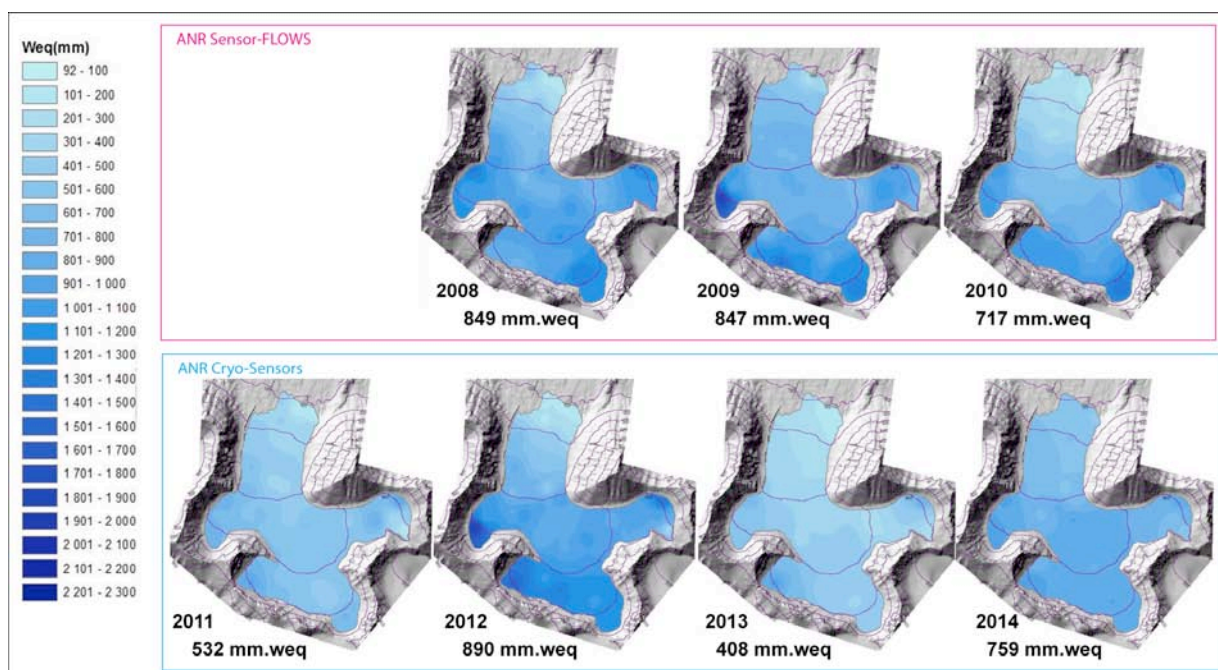 Weq(mm)
92 - 100
101 - 200
201 - 300
301 - 400
401 - 500
501 - 600
601 - 700
701 - 800
801 - 900
901 - 1 000
1 001 - 1 100
1 101 - 1 200
1 201 - 1 300
1 301 - 1 400
1 401 - 1 500
1 501 - 1 600
1 601 - 1 700
1 701 - 1 800
1 801 - 1 900
1 901 - 2 000
2 001 - 2 100
2 101 - 2 200
2 201 - 2 300
ANR Sensor-FLOWS
2008
849 mm.weq
2009
847 mm.weq
2010
717 mm.weq
ANR Cryo-Sensors
2011
532 mm.weq
2012
890 mm.weq
2013
408 mm.weq
2014
759 mm.weq